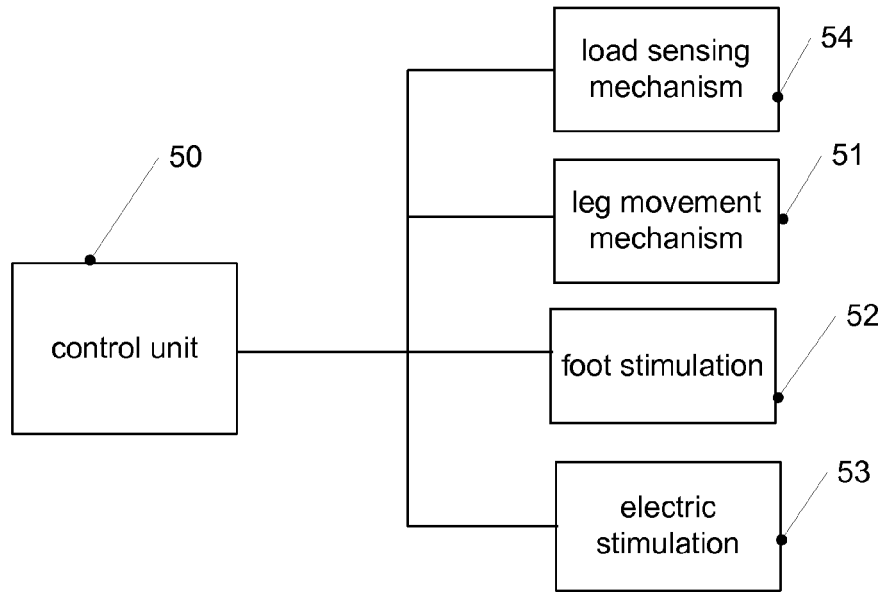 load sensing
mechanism
54
50
leg movement
mechanism
51
control unit
foot stimulation
52
electric
stimulation
53